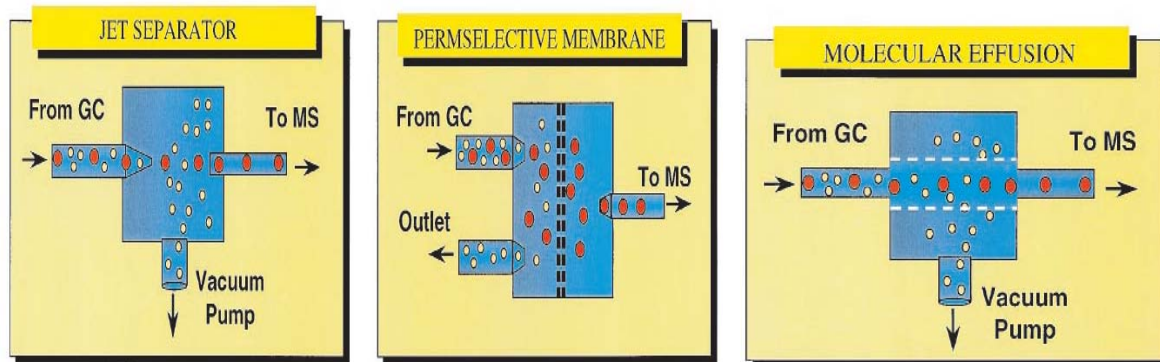 JET SEPARATOR
From GC
To MS
Vacuum
Pump
PERMSELECTIVE MEMBRANE
From GC
To MS
Outlet
MOLECULAR EFFUSION
From GC
To MS
Vacuum
Pump